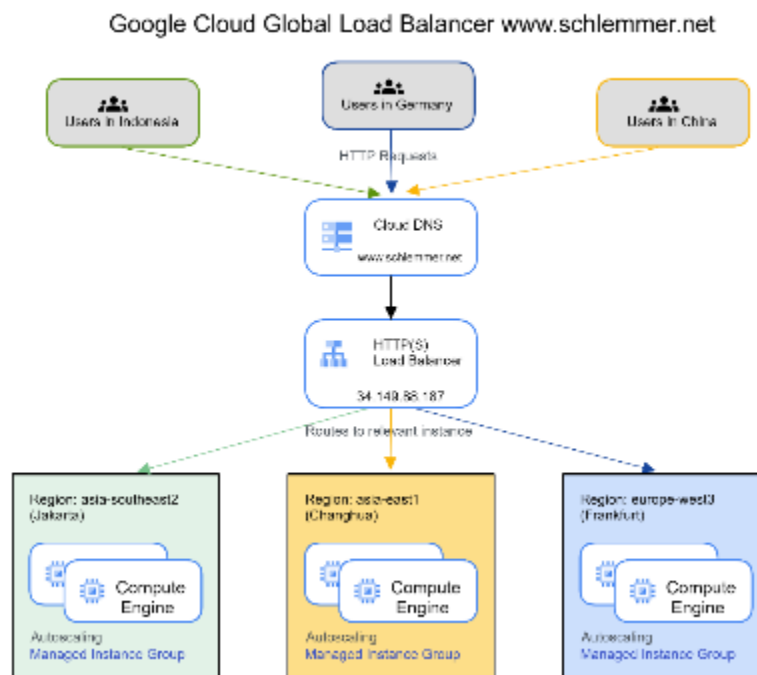 Google Cloud Global Load Balancer www.schlemmer.net
Users in Indonesia
Users in Germany
Users in China
HTTP Requests
Cloud DNS
www.schlemmer.net
HTTP(S)
Load Balancer
34.149.88.187
Routes to relevant instance
Region: asia-southeast2
(Jakarta)
Compute
Engine
Autoscaling
Managed Instance Group
Region: asia-east1
(Changhua)
Compute
Engine
Autoscaling
Managed Instance Group
Region: europe-west3
(Frankfurt)
Compute
Engine
Autoscaling
Managed Instance Group